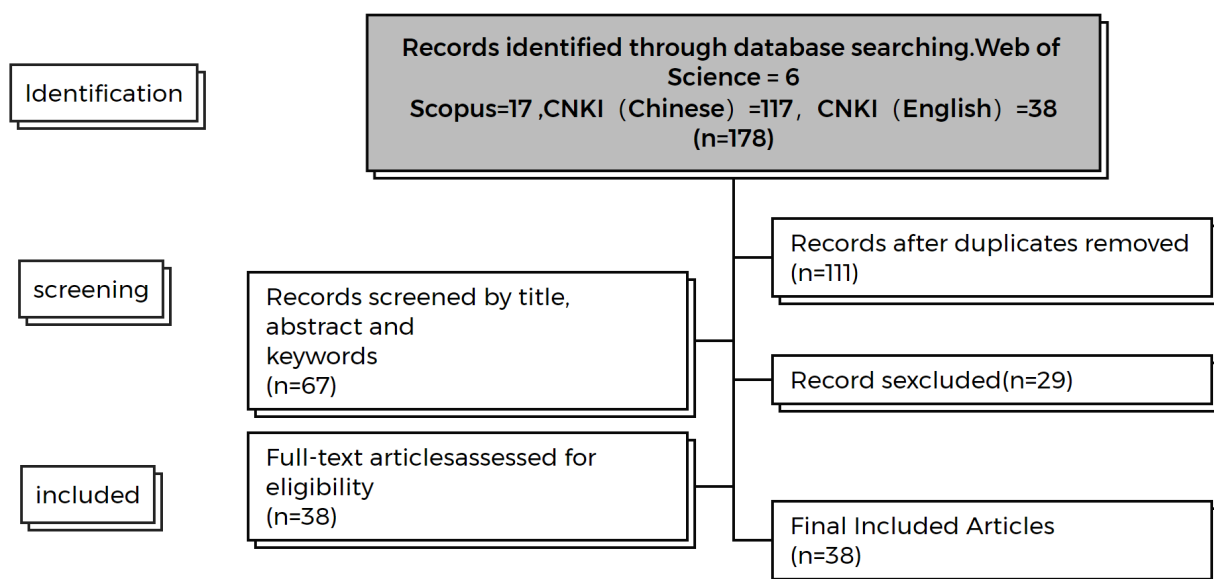 Identification
Records identified through database searching.Web of
Science = 6
Scopus=17 ,CNKI（Chinese）=117，CNKI（English）=38
(n=178)
Records after duplicates removed
(n=111)
screening
Records screened by title,
abstract and
keywords
(n=67)
Record sexcluded(n=29)
Full-text articlesassessed for
eligibility
(n=38)
included
Final Included Articles
(n=38)